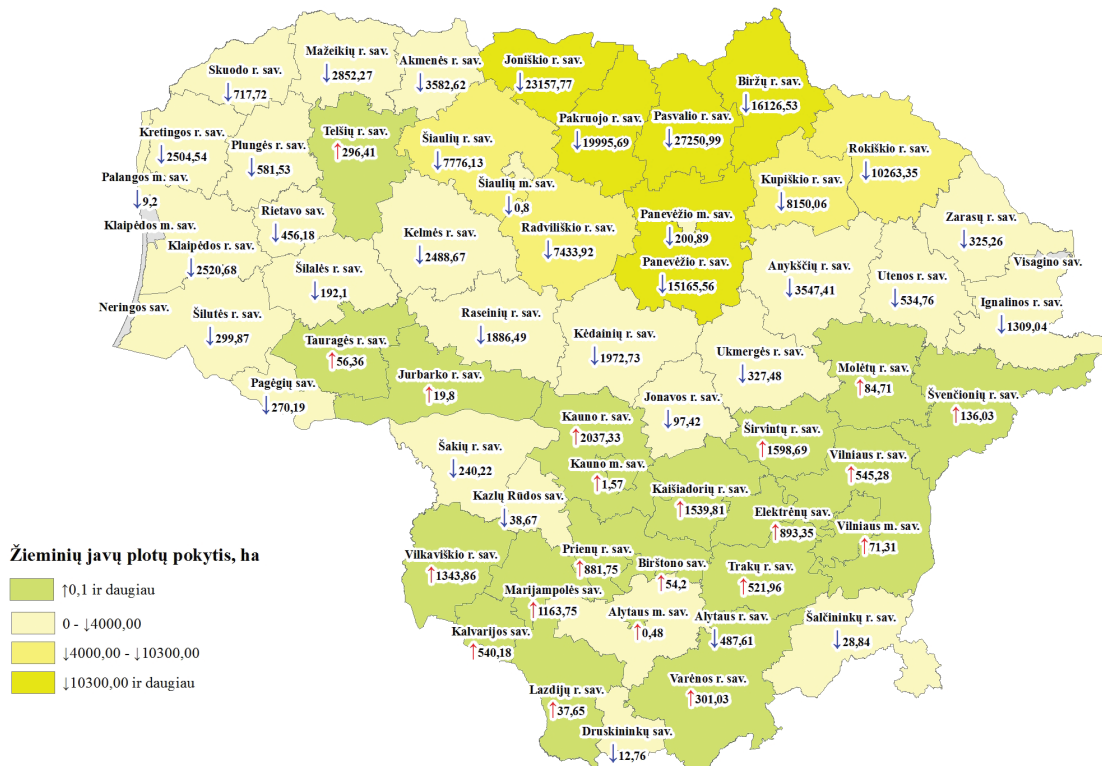 Mažeikių r. sav.
↓2852,27
Akmenės r. sav.
↓3582,62
Joniškio r. sav.
↓23157,77
Skuodo r. sav.
↓717,72
Biržų r. sav.
↓16126,53
Pakruojo r. sav.
↓19995,69
Pasvalio r. sav.
↓27250,99
Kretingos r. sav.
↓2504,54
Plungės r. sav.
↓581,53
Telšių r. sav.
↑296,41
Šiaulių r. sav.
↓7776,13
Rokiškio r. sav.
↓10263,35
Palangos m. sav.
↓9,2
Šiaulių m. sav.
↓0,8
Kupiškio r. sav.
↓8150,06
Klaipėdos m. sav.
Rietavo sav.
↓456,18
Kelmės r. sav.
↓2488,67
Radviliškio r. sav.
↓7433,92
Panevėžio m. sav.
↓200,89
Zarasų r. sav.
↓325,26
Klaipėdos r. sav.
↓2520,68
Šilalės r. sav.
↓192,1
Panevėžio r. sav.
↓15165,56
Anykščių r. sav.
↓3547,41
Utenos r. sav.
↓534,76
Visagino sav.
Ignalinos r. sav.
↓1309,04
Neringos sav.
Šilutės r. sav.
↓299,87
Raseinių r. sav.
↓1886,49
Kėdainių r. sav.
↓1972,73
Tauragės r. sav.
↑56,36
Ukmergės r. sav.
↓327,48
Molėtų r. sav.
↑84,71
Pagėgių sav.
↓270,19
Jurbarko r. sav.
↑19,8
Jonavos r. sav.
↓97,42
Švenčionių r. sav.
↑136,03
Kauno r. sav.
↑2037,33
Širvintų r. sav.
↑1598,69
Šakių r. sav.
↓240,22
Kauno m. sav.
↑1,57
Vilniaus r. sav.
↑545,28
Kazlų Rūdos sav.
↓38,67
Kaišiadorių r. sav.
↑1539,81
Elektrėnų sav.
↑893,35
Vilniaus m. sav.
↑71,31
Žieminių javų plotų pokytis, ha
↑0,1 ir daugiau
0 - ↓4000,00
↓4000,00 - ↓10300,00
↓10300,00 ir daugiau
Vilkaviškio r. sav.
↑1343,86
Prienų r. sav.
↑881,75
Birštono sav.
↑54,2
Trakų r. sav.
↑521,96
Marijampolės sav.
↑1163,75
Alytaus m. sav.
↑0,48
Alytaus r. sav.
↓487,61
Šalčininkų r. sav.
↓28,84
Kalvarijos sav.
↑540,18
Varėnos r. sav.
↑301,03
Lazdijų r. sav.
↑37,65
Druskininkų sav.
↓12,76